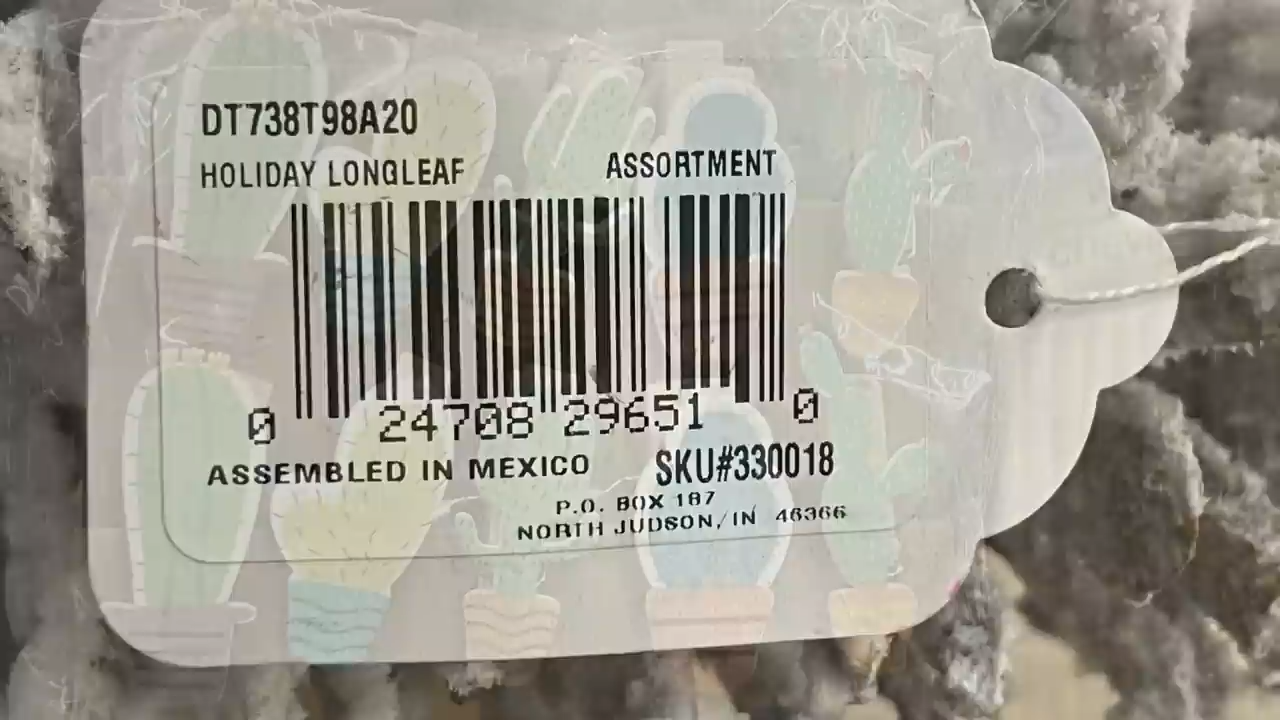 DT738T98A20
HOLIDAY LONGLEAF ASSORTMENT
0 24708 29651 0
ASSEMBLED IN MEXICO SKU#330018
P.O. BOX 187
NORTH JUDSON, IN 46366